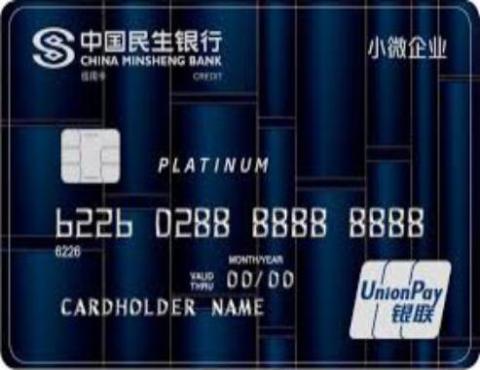 中国民生银行
CHINA MINSHENG BANK
信用卡 CREDIT
小微企业
PLATINUM
6226 0288 8888 8888
6226
MONTH/YEAR
VALID THRU 00/00
CARDHOLDER NAME
UnionPay
银联